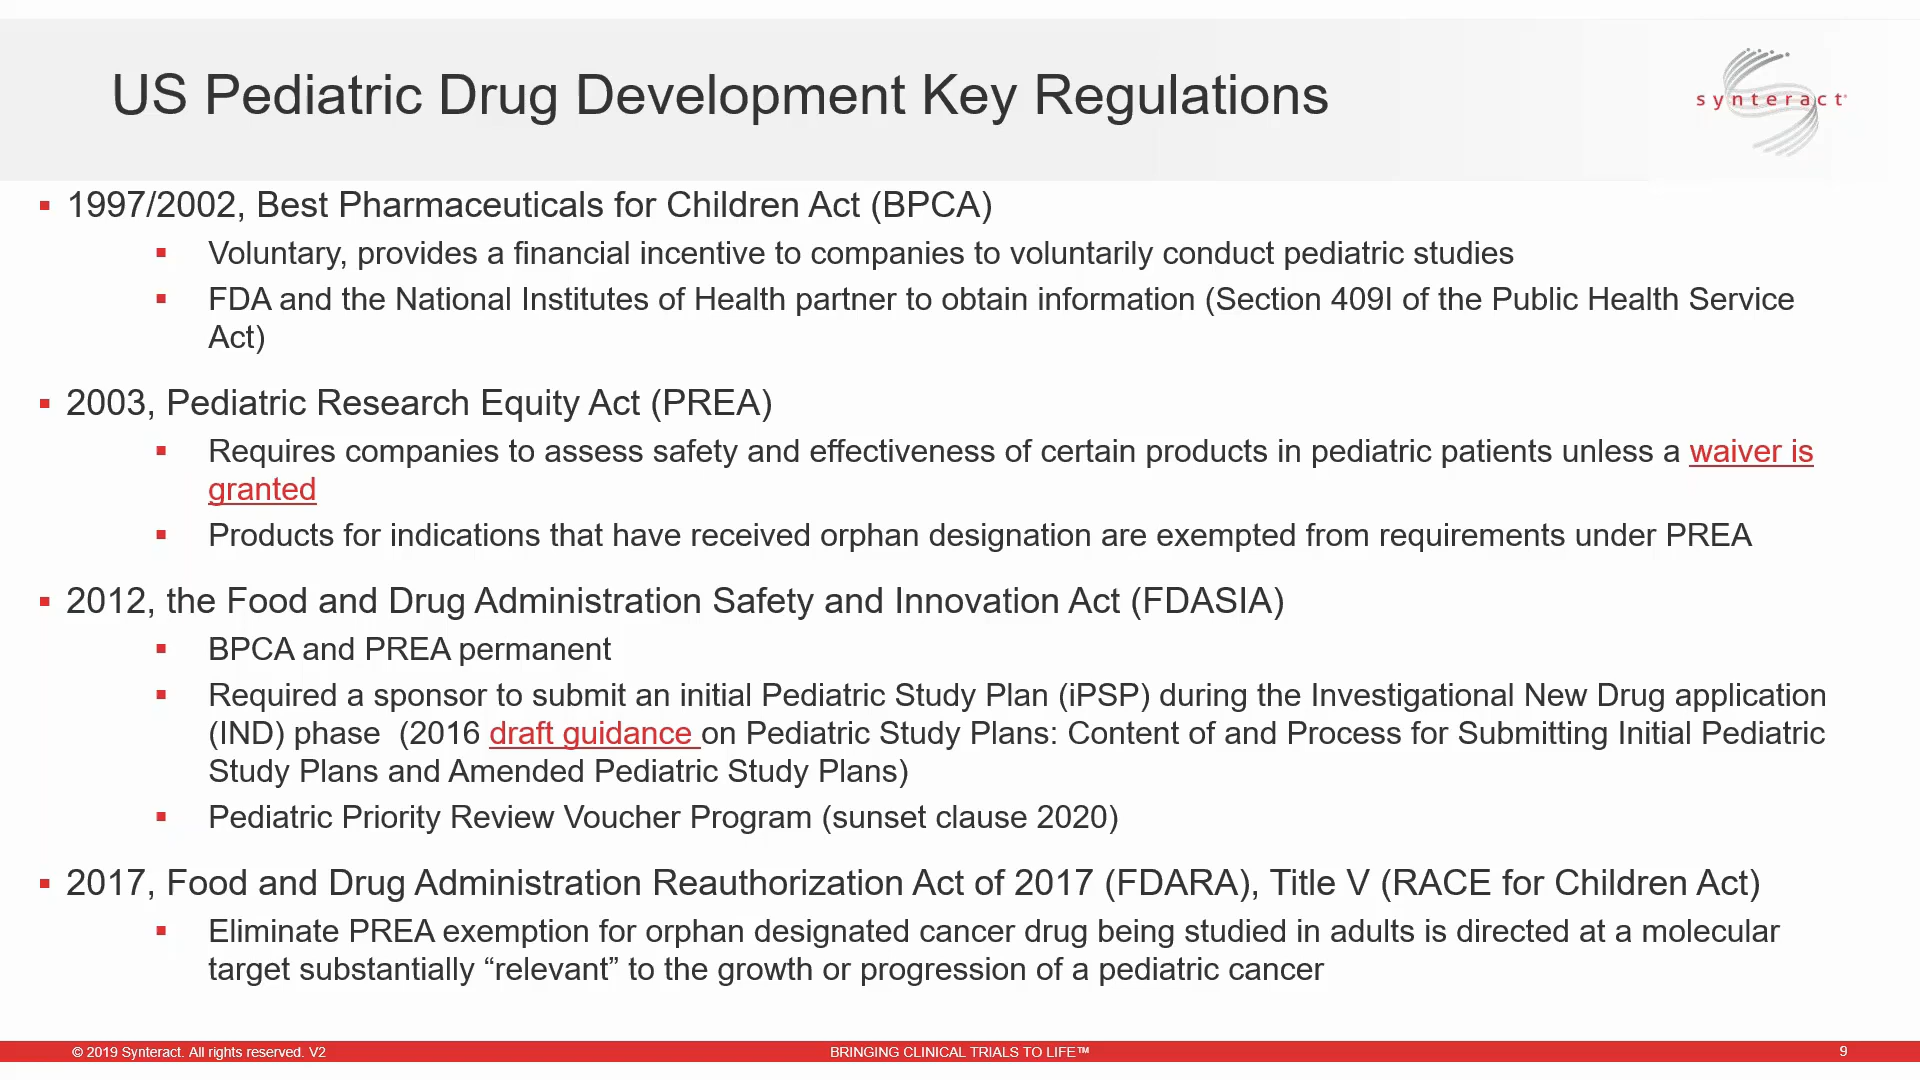 US Pediatric Drug Development Key Regulations
synteract
▪ 1997/2002, Best Pharmaceuticals for Children Act (BPCA)
▪ Voluntary, provides a financial incentive to companies to voluntarily conduct pediatric studies
▪ FDA and the National Institutes of Health partner to obtain information (Section 409I of the Public Health Service
Act)
▪ 2003, Pediatric Research Equity Act (PREA)
▪ Requires companies to assess safety and effectiveness of certain products in pediatric patients unless a waiver is
granted
▪ Products for indications that have received orphan designation are exempted from requirements under PREA
▪ 2012, the Food and Drug Administration Safety and Innovation Act (FDASIA)
▪ BPCA and PREA permanent
▪ Required a sponsor to submit an initial Pediatric Study Plan (iPSP) during the Investigational New Drug application
(IND) phase (2016 draft guidance on Pediatric Study Plans: Content of and Process for Submitting Initial Pediatric
Study Plans and Amended Pediatric Study Plans)
▪ Pediatric Priority Review Voucher Program (sunset clause 2020)
▪ 2017, Food and Drug Administration Reauthorization Act of 2017 (FDARA), Title V (RACE for Children Act)
▪ Eliminate PREA exemption for orphan designated cancer drug being studied in adults is directed at a molecular
target substantially “relevant” to the growth or progression of a pediatric cancer
© 2019 Synteract. All rights reserved. V2
BRINGING CLINICAL TRIALS TO LIFE™
9